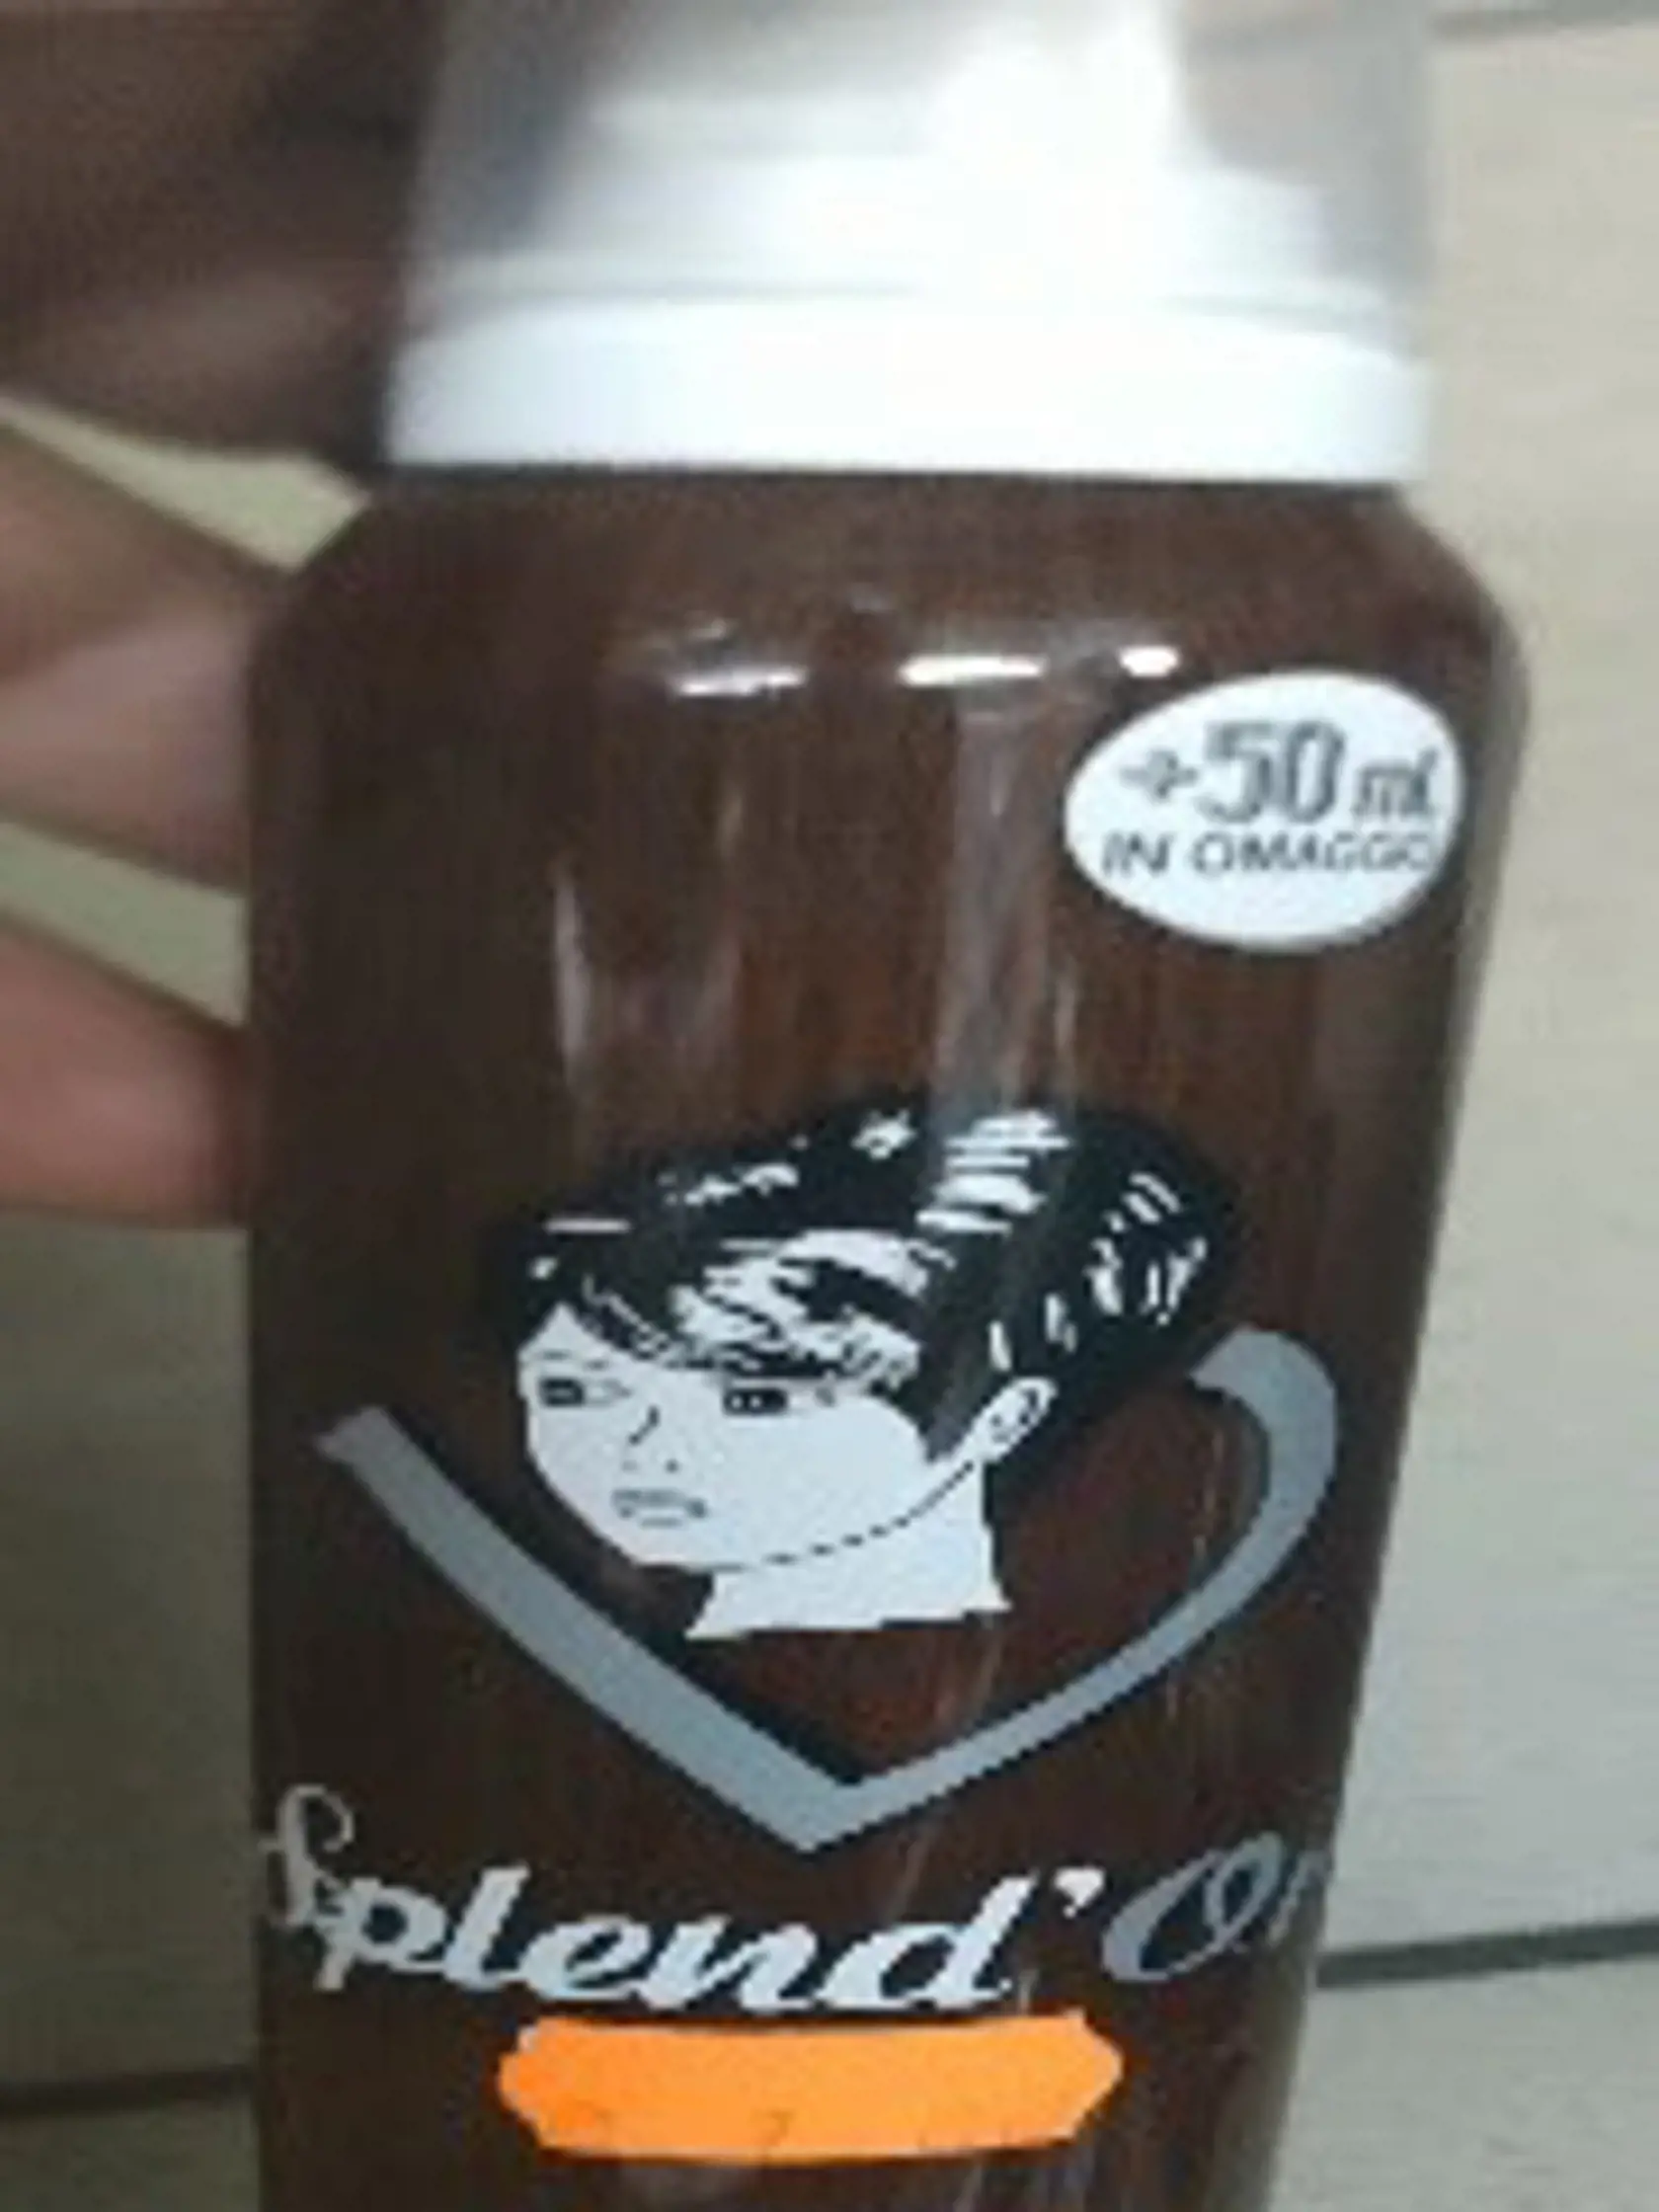 +50 ml
IN OMAGGIO
Splend'Or